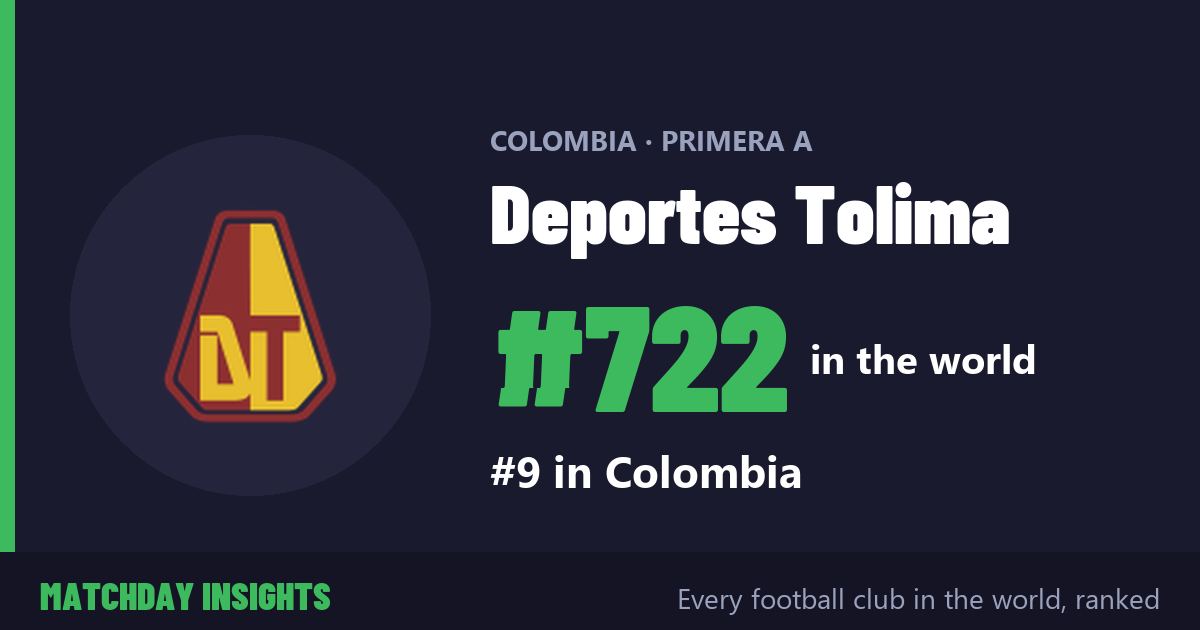 COLOMBIA · PRIMERA A
Deportes Tolima
DT
#722 in the world
#9 in Colombia
MATCHDAY INSIGHTS
Every football club in the world, ranked